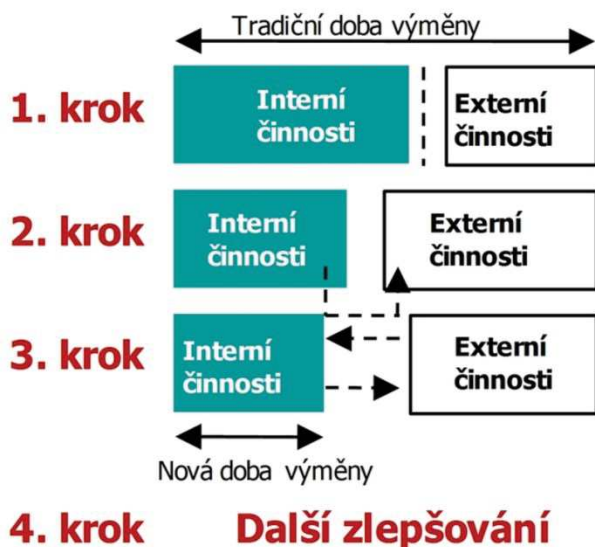 Tradiční doba výměny
1. krok
Interní
činnosti
Externí
činnosti
2. krok
Interní
činnosti
Externí
činnosti
3. krok
Interní
činnosti
Externí
činnosti
Nová doba výměny
4. krok Další zlepšování